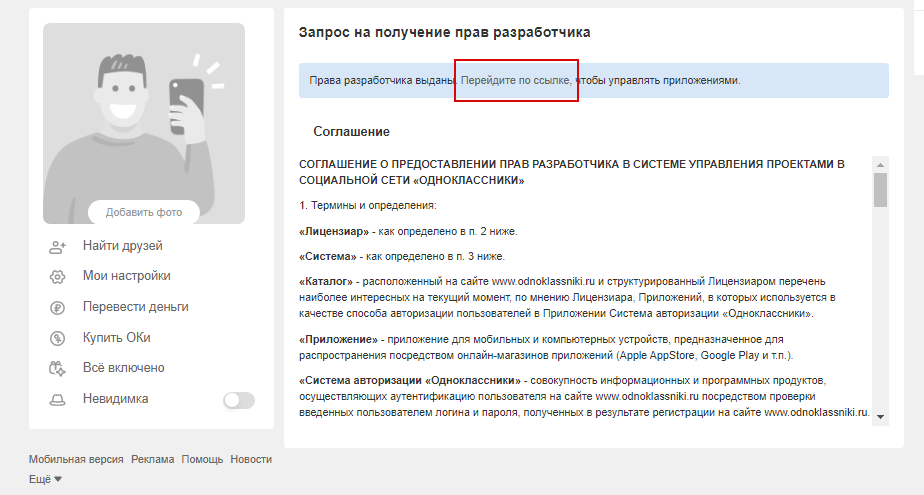 Добавить фото
Найти друзей
Мои настройки
Перевести деньги
Купить ОКи
Всё включено
Невидимка
Мобильная версия Реклама Помощь Новости
Ещё
Запрос на получение прав разработчика
Права разработчика выданы. Перейдите по ссылке, чтобы управлять приложениями.
Соглашение
СОГЛАШЕНИЕ О ПРЕДОСТАВЛЕНИИ ПРАВ РАЗРАБОТЧИКА В СИСТЕМЕ УПРАВЛЕНИЯ ПРОЕКТАМИ В
СОЦИАЛЬНОЙ СЕТИ «ОДНОКЛАССНИКИ»
1. Термины и определения:
«Лицензиар» - как определено в п. 2 ниже.
«Система» - как определено в п. 3 ниже.
«Каталог» - расположенный на сайте www.odnoklassniki.ru и структурированный Лицензиаром перечень
наиболее интересных на текущий момент, по мнению Лицензиара, Приложений, в которых используется в
качестве способа авторизации пользователей в Приложении Система авторизации «Одноклассники».
«Приложение» - приложение для мобильных и компьютерных устройств, предназначенное для
распространения посредством онлайн-магазинов приложений (Apple AppStore, Google Play и т.п.).
«Система авторизации «Одноклассники» - совокупность информационных и программных продуктов,
осуществляющих аутентификацию пользователя на сайте www.odnoklassniki.ru посредством проверки
введенных пользователем логина и пароля, полученных в результате регистрации на сайте www.odnoklassniki.ru.